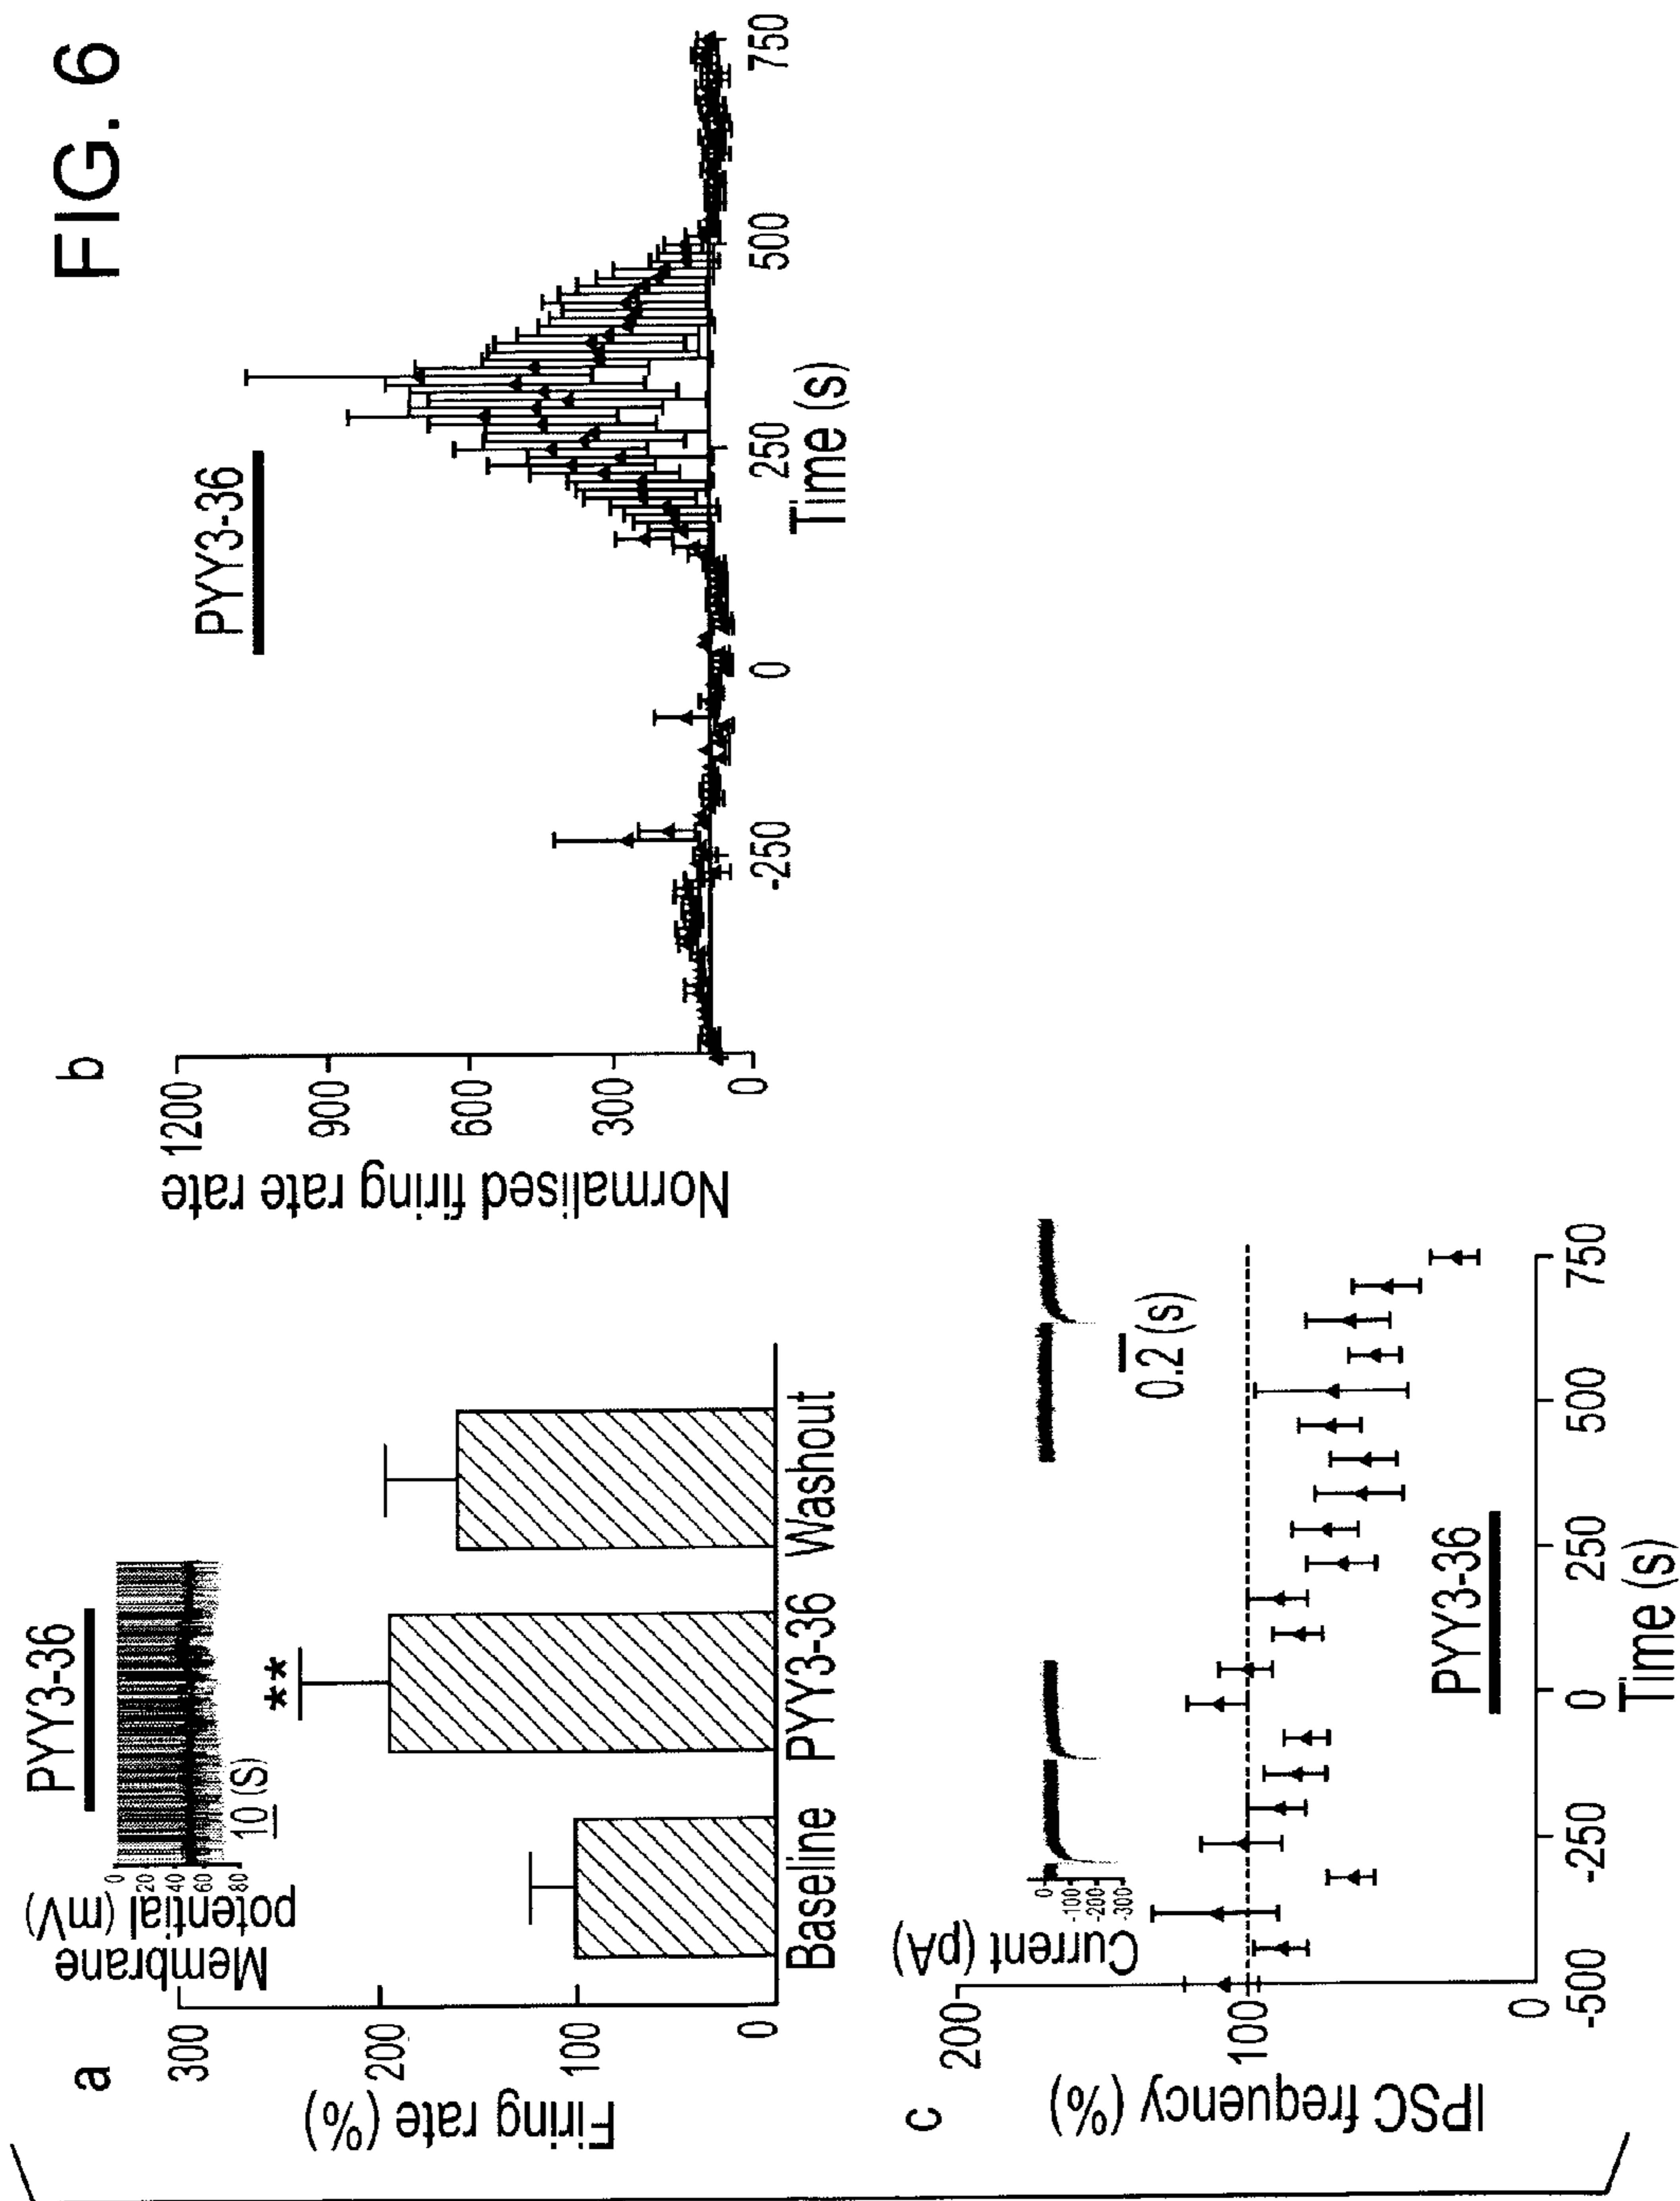 FIG. 6
a
PYY3-36
Membrane
potential (mV)
0
20
40
60
80
10 (S)
**
Firing rate (%)
300
200
100
0
Baseline
PYY3-36
Washout
b
PYY3-36
Normalised firing rate rate
1200
900
600
300
0
-250
0
250
500
750
Time (s)
c
Current (pA)
0
-100
-200
-300
0.2 (s)
IPSC frequency (%)
200
100
0
PYY3-36
-500
-250
0
250
500
750
Time (s)